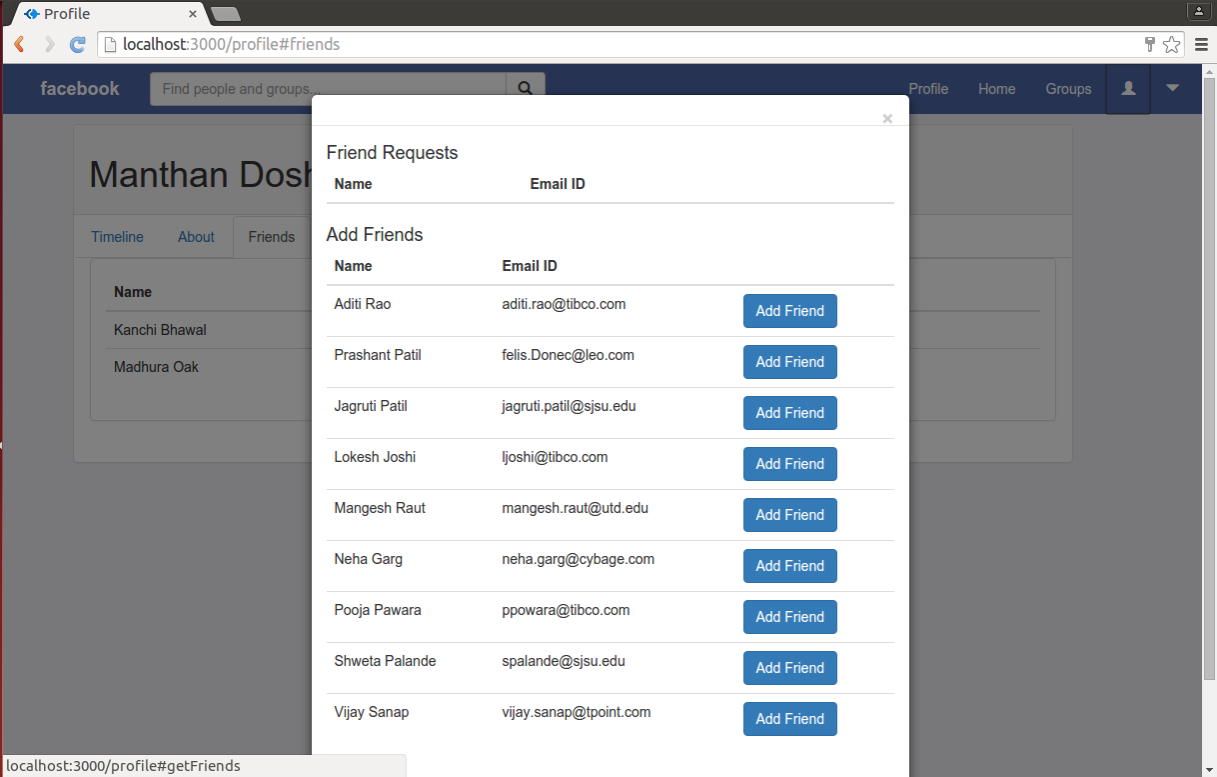 Profile ×
localhost:3000/profile#friends
facebook Find people and groups... Profile Home Groups
×
Manthan Dosh
Timeline About Friends
Name
Kanchi Bhawal
Madhura Oak
Friend Requests
Name Email ID
Add Friends
Name Email ID
Aditi Rao aditi.rao@tibco.com Add Friend
Prashant Patil felis.Donec@leo.com Add Friend
Jagruti Patil jagruti.patil@sjsu.edu Add Friend
Lokesh Joshi ljoshi@tibco.com Add Friend
Mangesh Raut mangesh.raut@utd.edu Add Friend
Neha Garg neha.garg@cybage.com Add Friend
Pooja Pawara ppowara@tibco.com Add Friend
Shweta Palande spalande@sjsu.edu Add Friend
Vijay Sanap vijay.sanap@tpoint.com Add Friend
localhost:3000/profile#getFriends